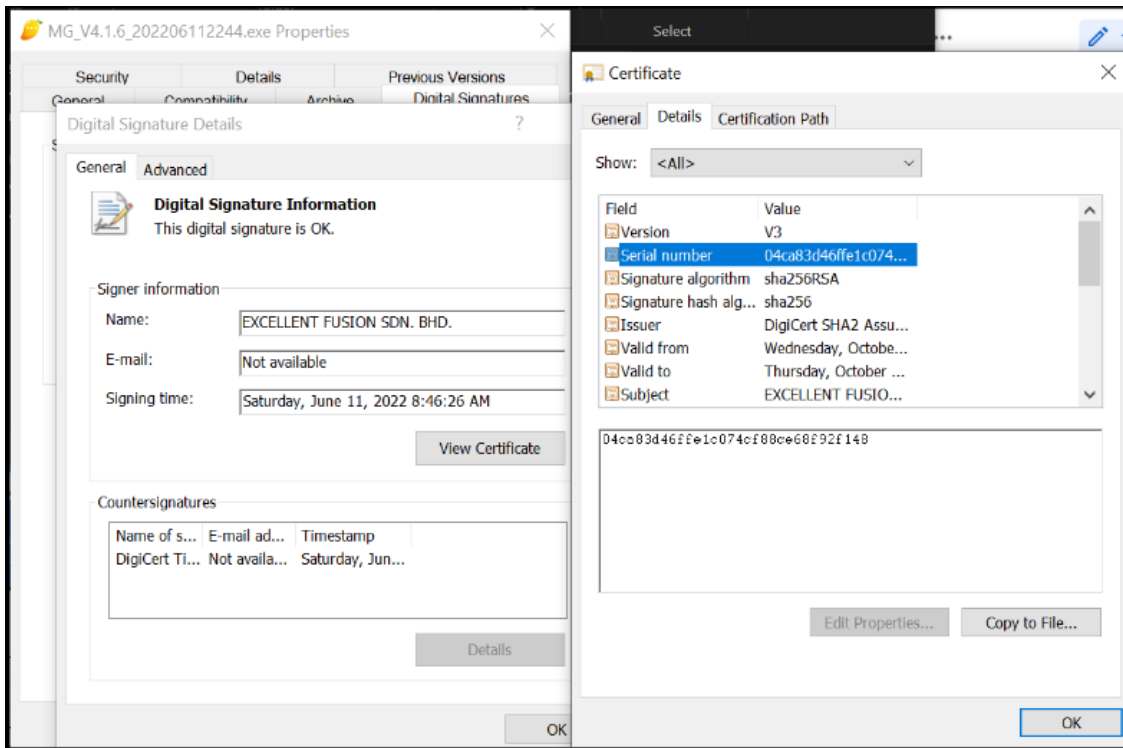 MG_V4.1.6_202206112244.exe Properties
Security Details Previous Versions
General Compatibility Archive Digital Signatures
Digital Signature Details ?
General Advanced
Digital Signature Information
This digital signature is OK.
Signer information
Name: EXCELLENT FUSION SDN. BHD.
E-mail: Not available
Signing time: Saturday, June 11, 2022 8:46:26 AM
View Certificate
Countersignatures
Name of s... E-mail ad... Timestamp
DigiCert Ti... Not availa... Saturday, Jun...
Details
OK
Select
...
Certificate
General Details Certification Path
Show: <All>
Field Value
Version V3
Serial number 04ca83d46ffe1c074...
Signature algorithm sha256RSA
Signature hash alg... sha256
Issuer DigiCert SHA2 Assu...
Valid from Wednesday, Octobe...
Valid to Thursday, October ...
Subject EXCELLENT FUSIO...
04ca83d46ffe1c074cf88ce68f92f148
Edit Properties... Copy to File...
OK